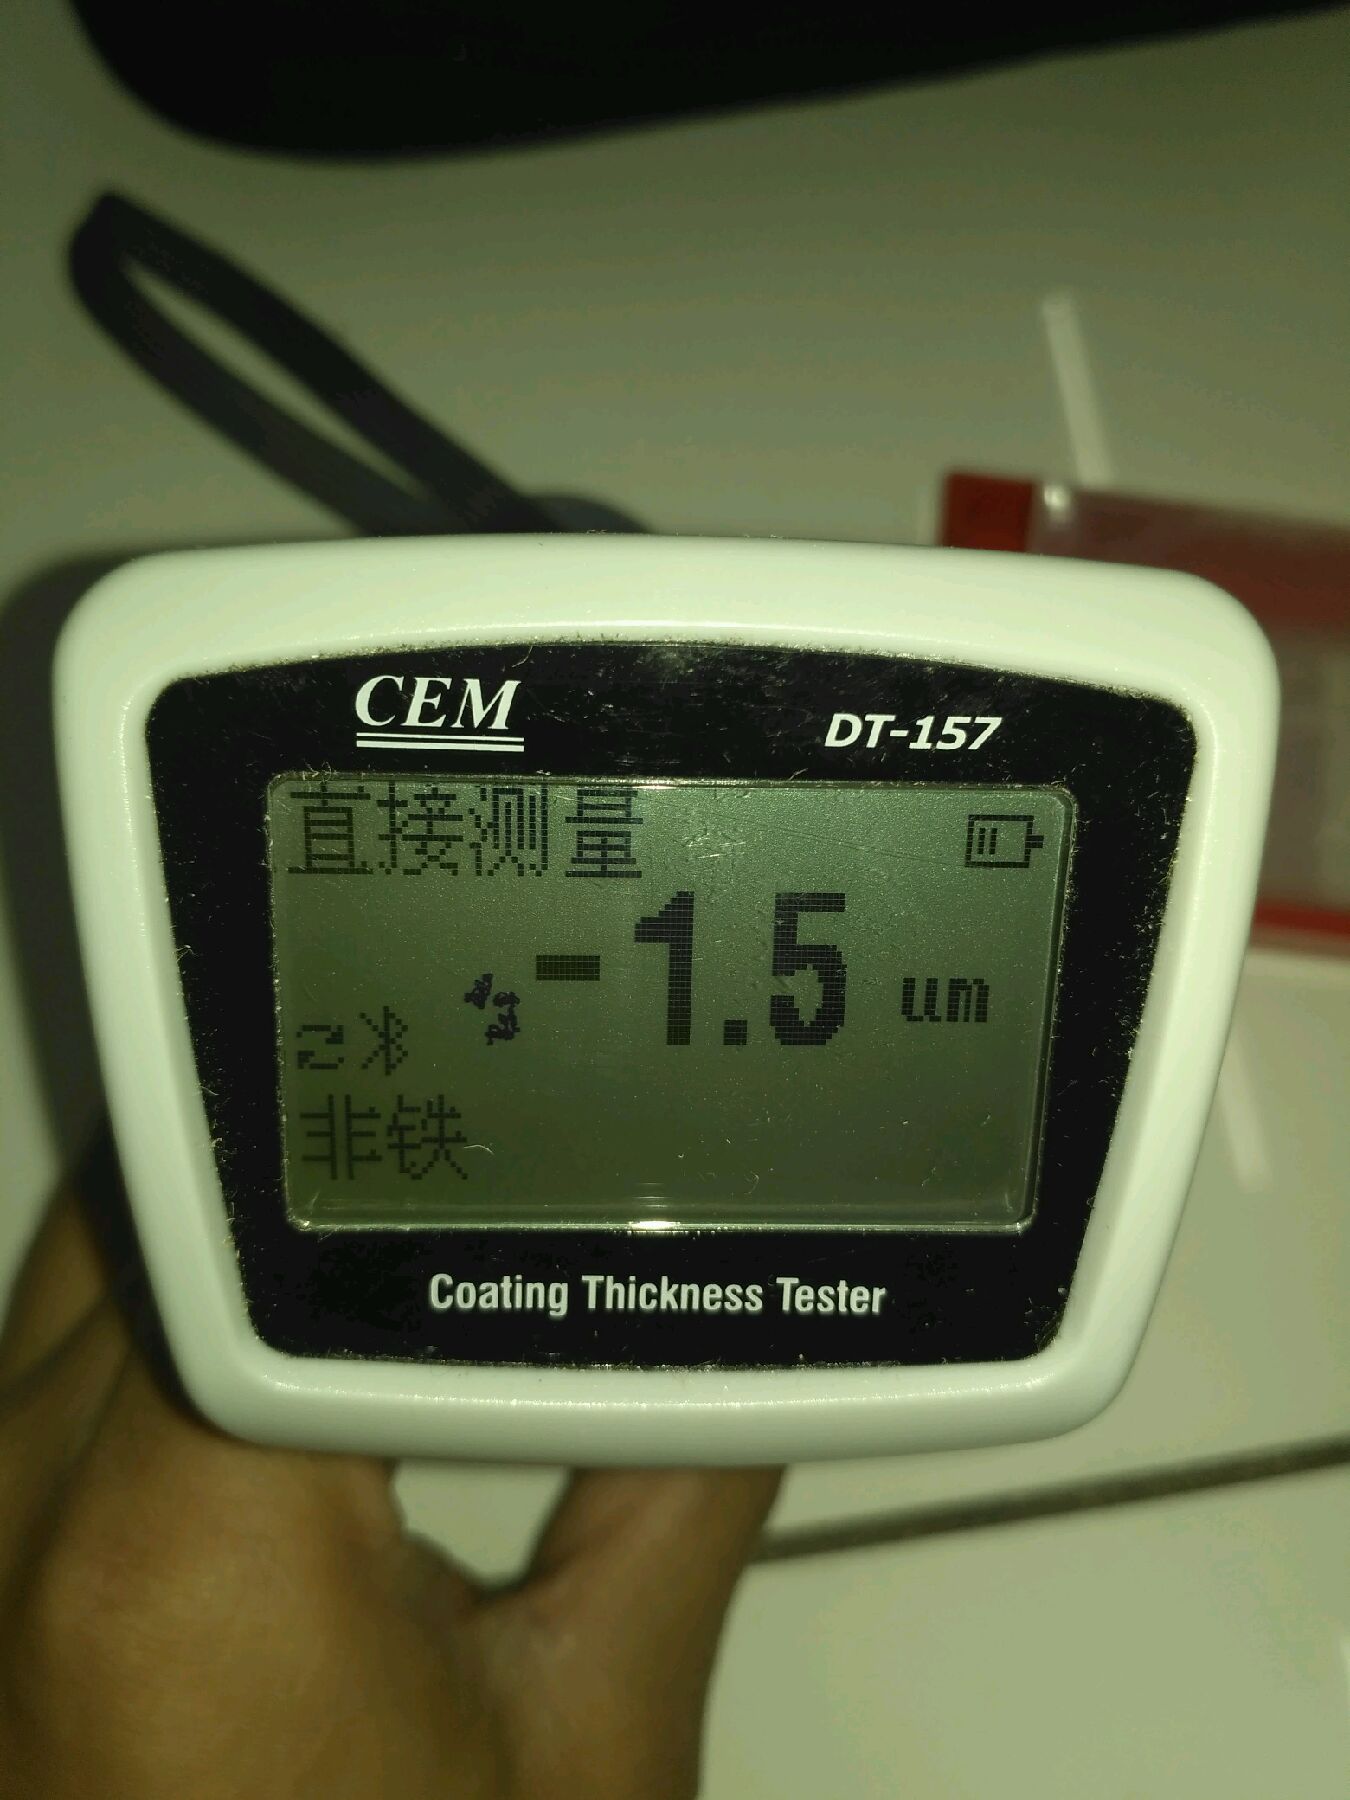 CEM
DT-157
直接测量
-1.5 um
非铁
Coating Thickness Tester